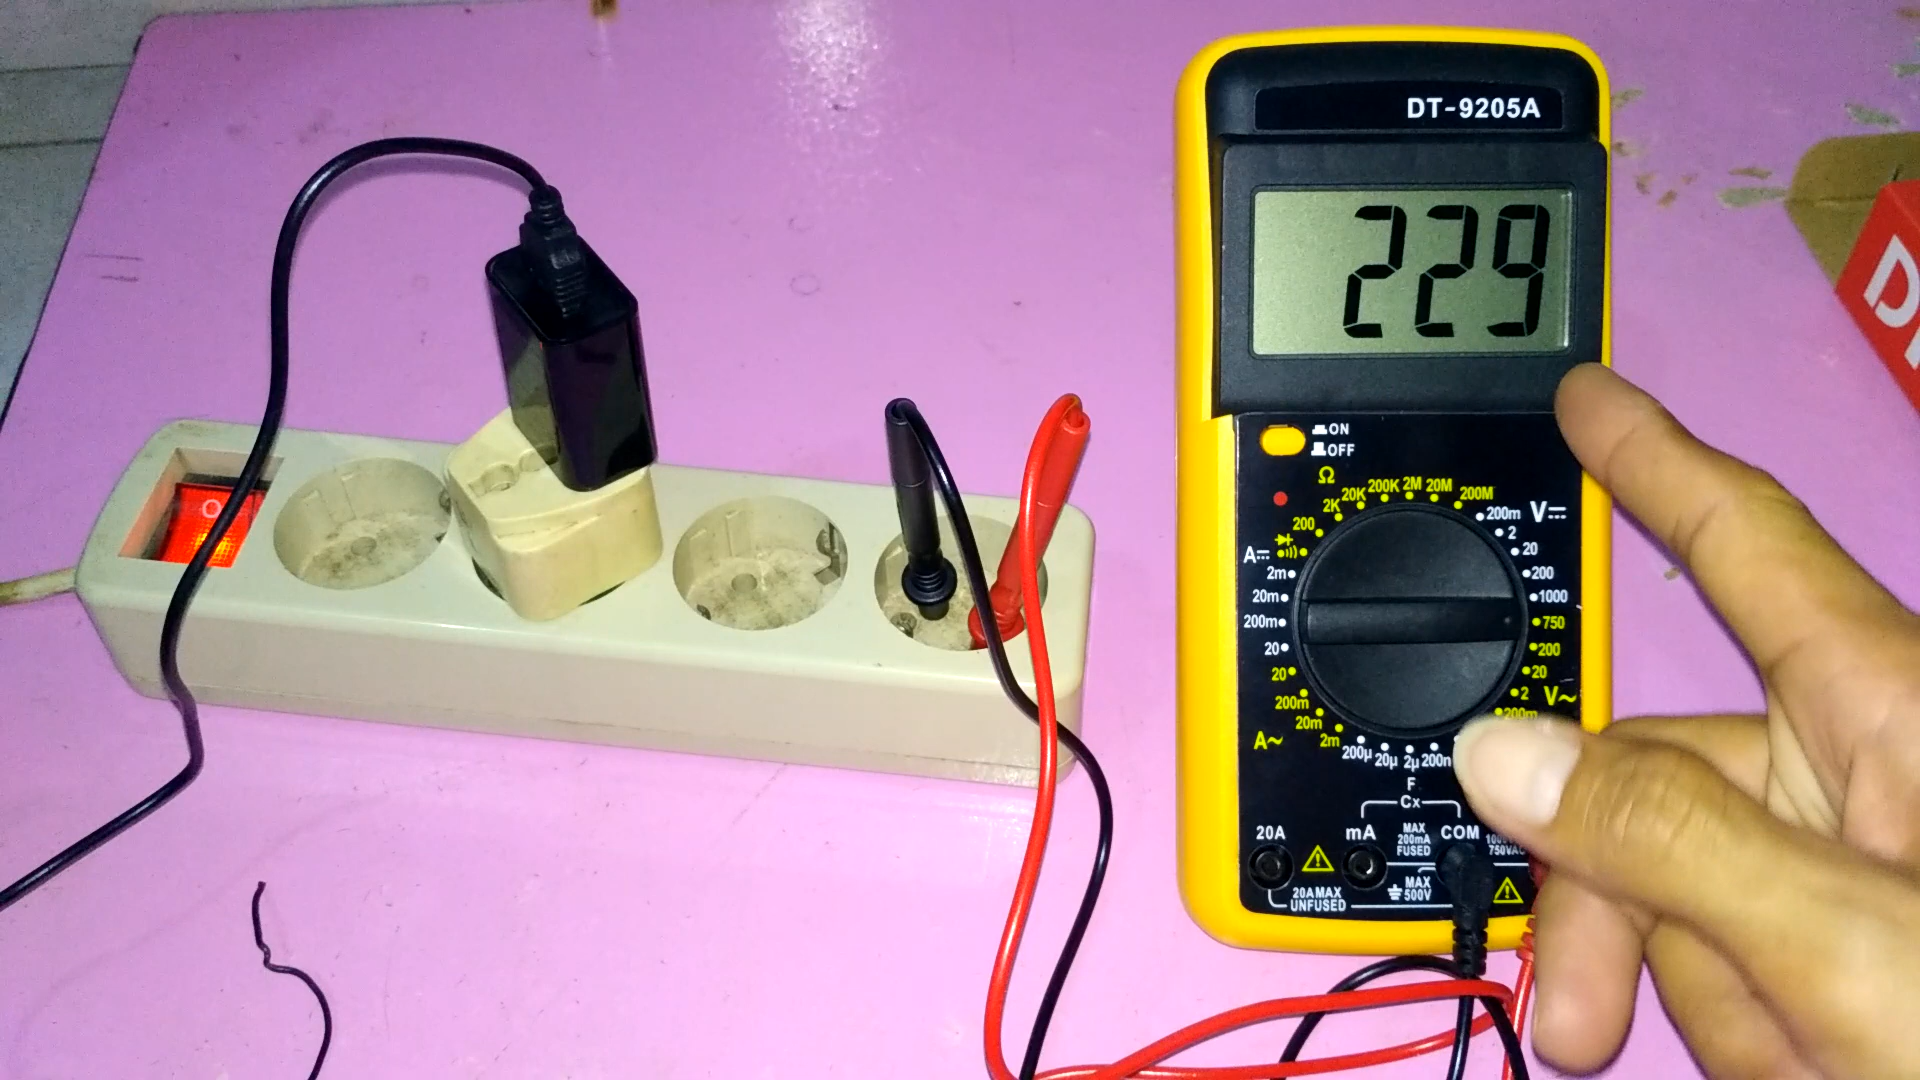 DT-9205A
229
ON
OFF
Ω
200 2K 20K 200K 2M 20M 200M
200m V
2
20
200
1000
750
200
20
2 V~
200m
A
2m
20m
200m
20
20
200m
20m
2m
A~
200µ 20µ 2µ 200n
F
Cx
20A mA MAX 200mA FUSED COM
750VAC
20A MAX
UNFUSED
MAX
500V
O
D